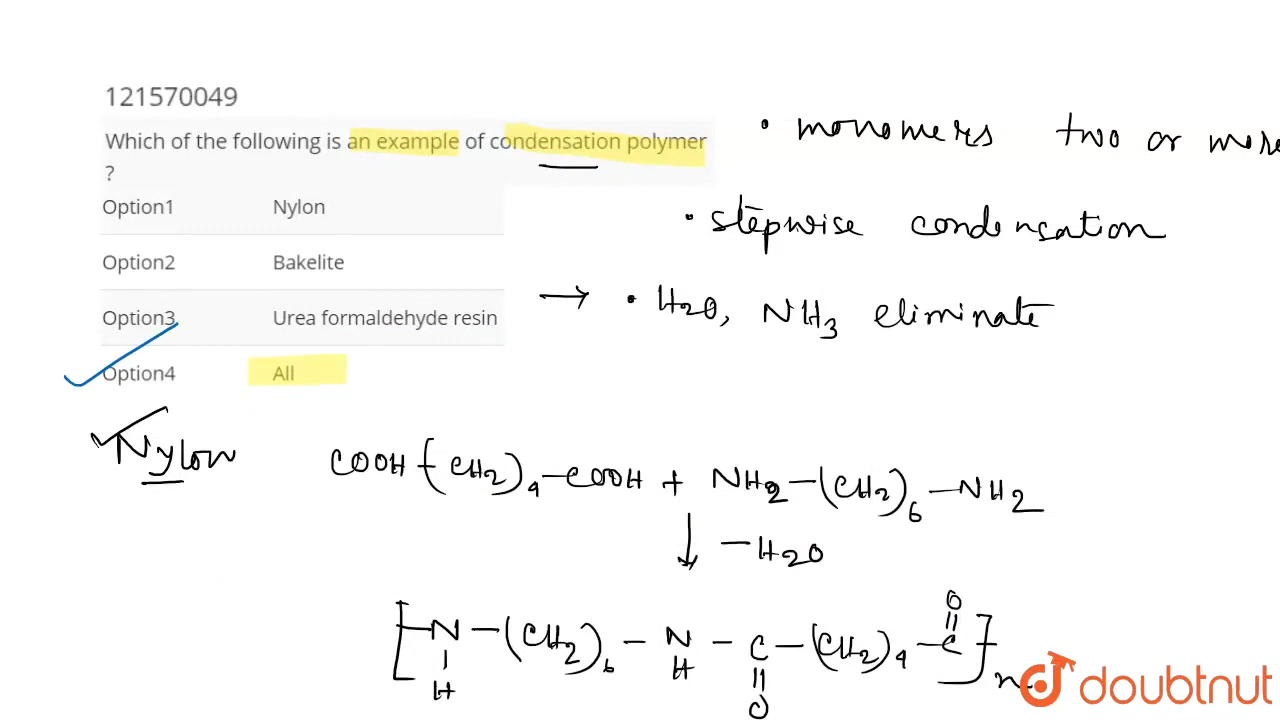 121570049
Which of the following is an example of condensation polymer
?
Option1 Nylon
Option2 Bakelite
Option3 Urea formaldehyde resin
Option4 All
• monomers two or more
• stepwise condensation
→ • H2O, NH3 eliminate
Nylon
COOH-(CH2)4-COOH + NH2-(CH2)6-NH2
↓ -H2O
[-N-(CH2)6-N-C-(CH2)4-C-]n
H H O O
doubtnut